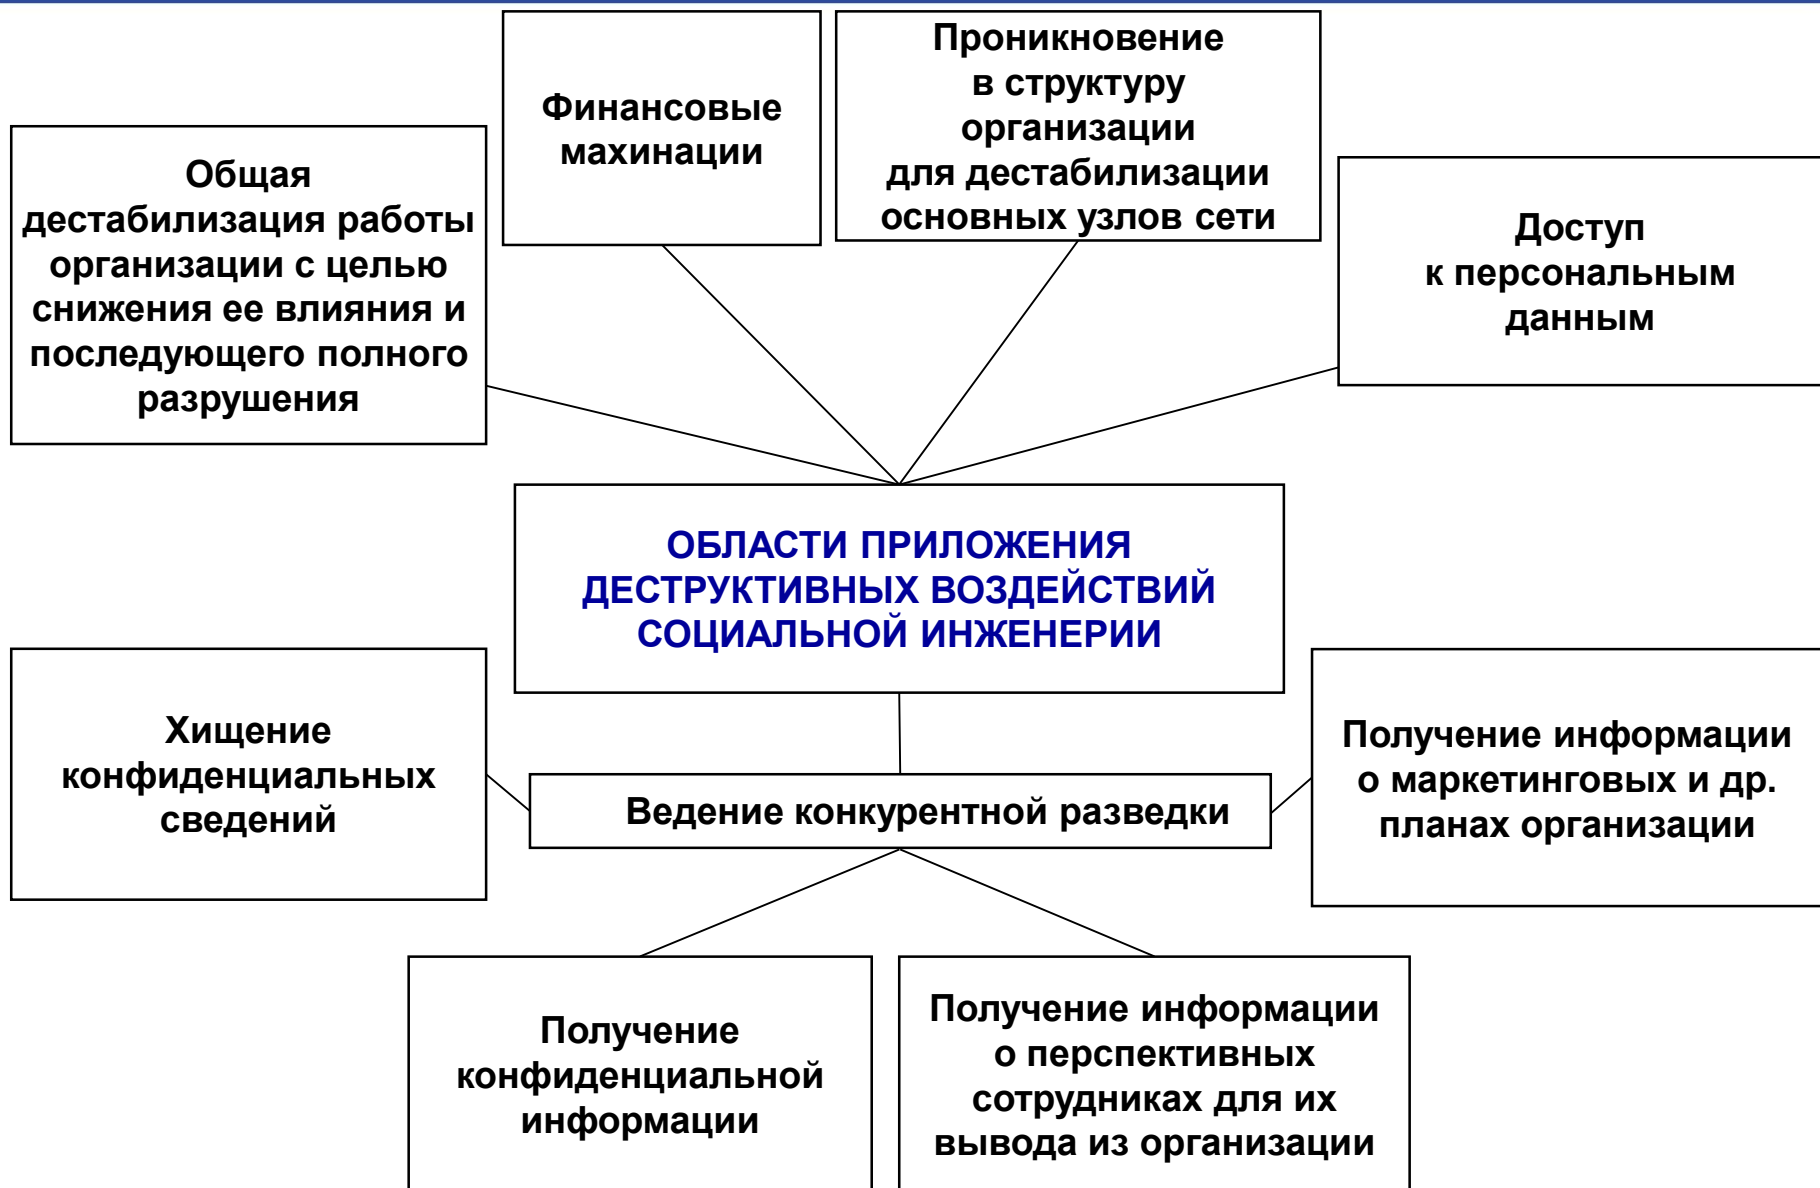 Финансовые
махинации
Проникновение
в структуру
организации
для дестабилизации
основных узлов сети
Общая
дестабилизация работы
организации с целью
снижения ее влияния и
последующего полного
разрушения
Доступ
к персональным
данным
ОБЛАСТИ ПРИЛОЖЕНИЯ
ДЕСТРУКТИВНЫХ ВОЗДЕЙСТВИЙ
СОЦИАЛЬНОЙ ИНЖЕНЕРИИ
Хищение
конфиденциальных
сведений
Ведение конкурентной разведки
Получение информации
о маркетинговых и др.
планах организации
Получение
конфиденциальной
информации
Получение информации
о перспективных
сотрудниках для их
вывода из организации